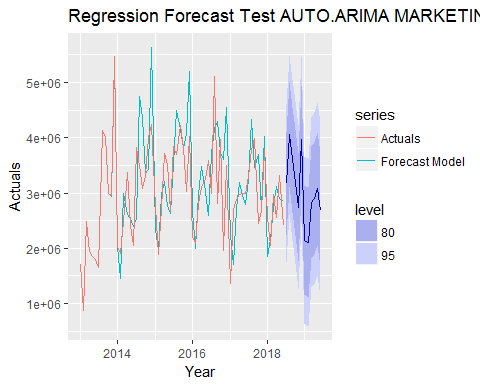 Regression Forecast Test AUTO.ARIMA MARKETIN
5e+06
4e+06
3e+06
2e+06
1e+06
Actuals
2014
2016
2018
Year
series
Actuals
Forecast Model
level
80
95